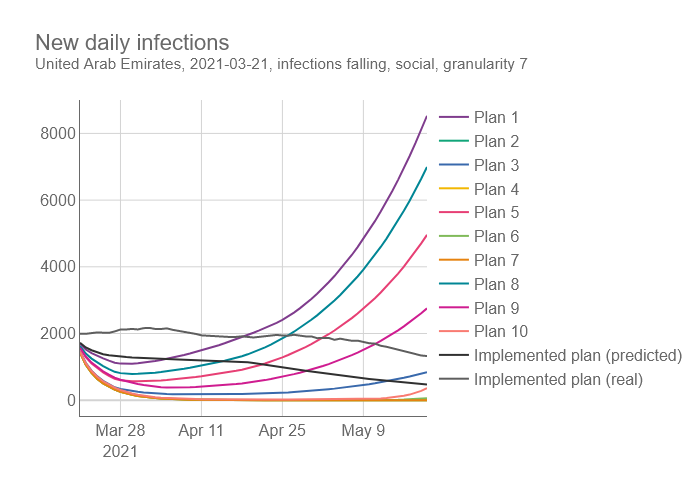 New daily infections
United Arab Emirates, 2021-03-21, infections falling, social, granularity 7
8000
6000
4000
2000
0
Mar 28
2021
Apr 11
Apr 25
May 9
Plan 1
Plan 2
Plan 3
Plan 4
Plan 5
Plan 6
Plan 7
Plan 8
Plan 9
Plan 10
Implemented plan (predicted)
Implemented plan (real)